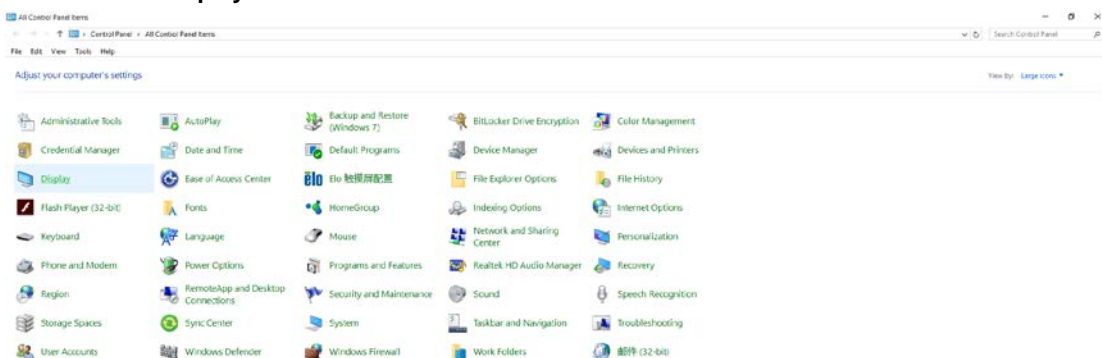 All Control Panel Items
Control Panel > All Control Panel Items
Search Control Panel
File Edit View Tools Help
Adjust your computer's settings
View by: Large icons
Administrative Tools
AutoPlay
Backup and Restore
(Windows 7)
BitLocker Drive Encryption
Color Management
Credential Manager
Date and Time
Default Programs
Device Manager
Devices and Printers
Display
Ease of Access Center
elo
Elo 触摸屏配置
File Explorer Options
File History
Flash Player (32-bit)
Fonts
HomeGroup
Indexing Options
Internet Options
Keyboard
Language
Mouse
Network and Sharing
Center
Personalization
Phone and Modem
Power Options
Programs and Features
Realtek HD Audio Manager
Recovery
Region
RemoteApp and Desktop
Connections
Security and Maintenance
Sound
Speech Recognition
Storage Spaces
Sync Center
System
Taskbar and Navigation
Troubleshooting
User Accounts
Windows Defender
Windows Firewall
Work Folders
邮件 (32-bit)